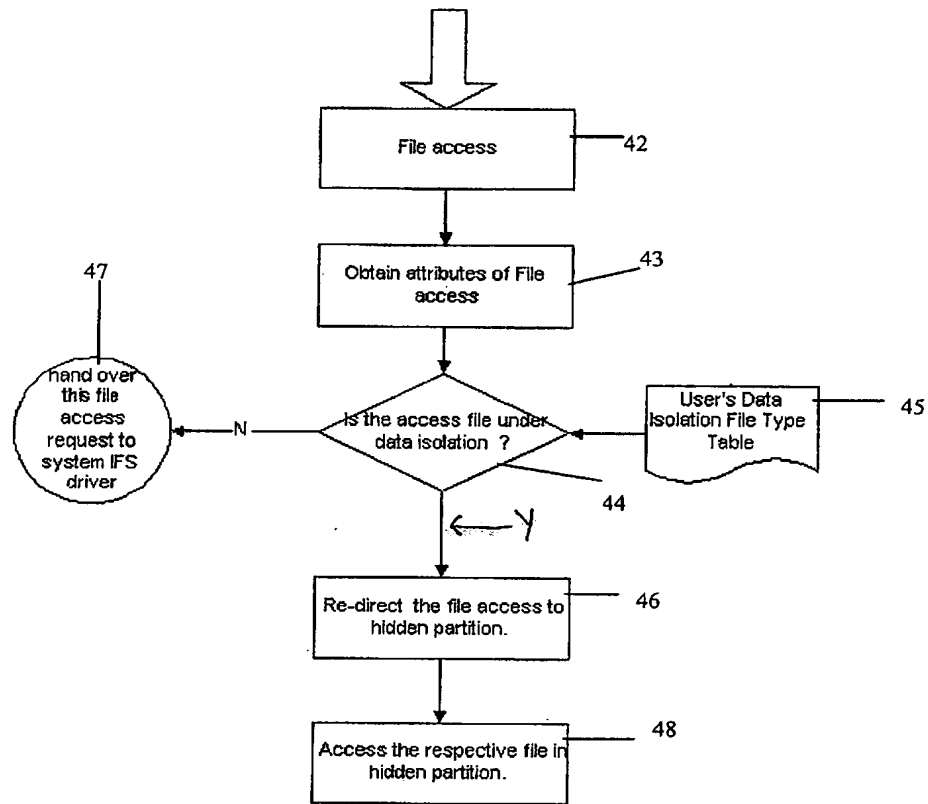 File access
42
Obtain attributes of File
access
43
47
hand over
this file
access
request to
system IFS
driver
N
Is the access file under
data isolation ?
User's Data
Isolation File Type
Table
45
44
Y
Re-direct the file access to
hidden partition.
46
Access the respective file in
hidden partition.
48